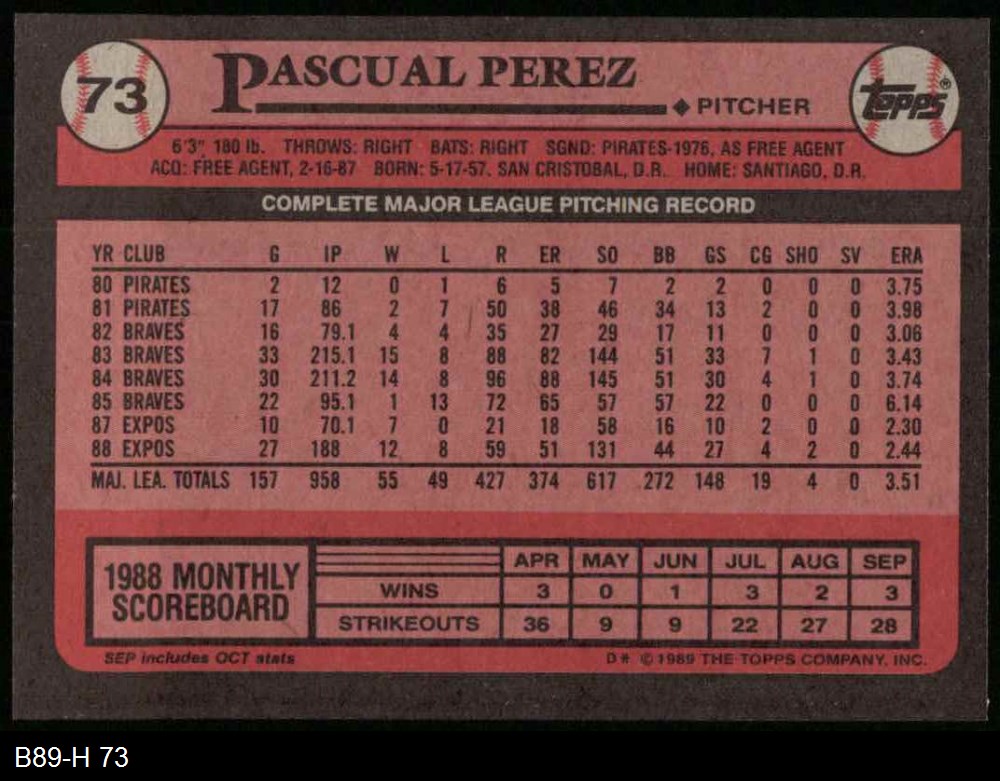 73
PASCUAL PEREZ
◆ PITCHER
topps®
6'3" 180 lb. THROWS: RIGHT BATS: RIGHT SGND: PIRATES-1976, AS FREE AGENT
ACQ: FREE AGENT, 2-16-87 BORN: 5-17-57, SAN CRISTOBAL, D.R. HOME: SANTIAGO, D.R.
COMPLETE MAJOR LEAGUE PITCHING RECORD
YR CLUB G IP W L R ER SO BB GS CG SHO SV ERA
80 PIRATES 2 12 0 1 6 5 7 2 2 0 0 0 3.75
81 PIRATES 17 86 2 7 50 38 46 34 13 2 0 0 3.98
82 BRAVES 16 79.1 4 4 35 27 29 17 11 0 0 0 3.06
83 BRAVES 33 215.1 15 8 88 82 144 51 33 7 1 0 3.43
84 BRAVES 30 211.2 14 8 96 88 145 51 30 4 1 0 3.74
85 BRAVES 22 95.1 1 13 72 65 57 57 22 0 0 0 6.14
87 EXPOS 10 70.1 7 0 21 18 58 16 10 2 0 0 2.30
88 EXPOS 27 188 12 8 59 51 131 44 27 4 2 0 2.44
MAJ. LEA. TOTALS 157 958 55 49 427 374 617 272 148 19 4 0 3.51
1988 MONTHLY SCOREBOARD
APR MAY JUN JUL AUG SEP
WINS 3 0 1 3 2 3
STRIKEOUTS 36 9 9 22 27 28
SEP includes OCT stats
D* © 1989 THE TOPPS COMPANY, INC.
B89-H 73